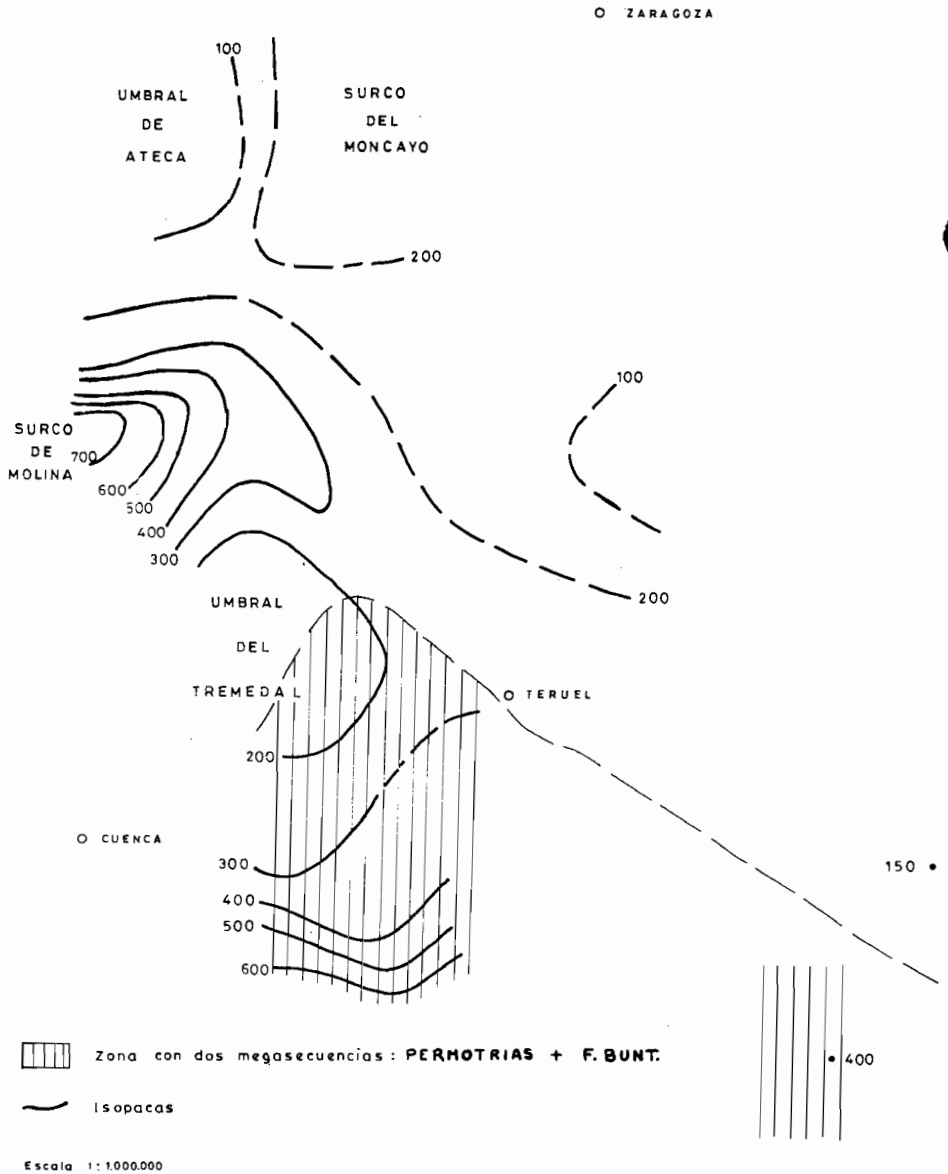 ZARAGOZA
100
UMBRAL
DE
ATECA
SURCO
DEL
MONCAYO
200
100
SURCO
DE
MOLINA
700
600
500
400
300
200
UMBRAL
DEL
TREMEDAL
TERUEL
200
CUENCA
300
400
500
600
150
400
Zona con dos megasecuencias: PERMOTRIAS + F. BUNT.
Isopacas
Escala 1:1.000.000